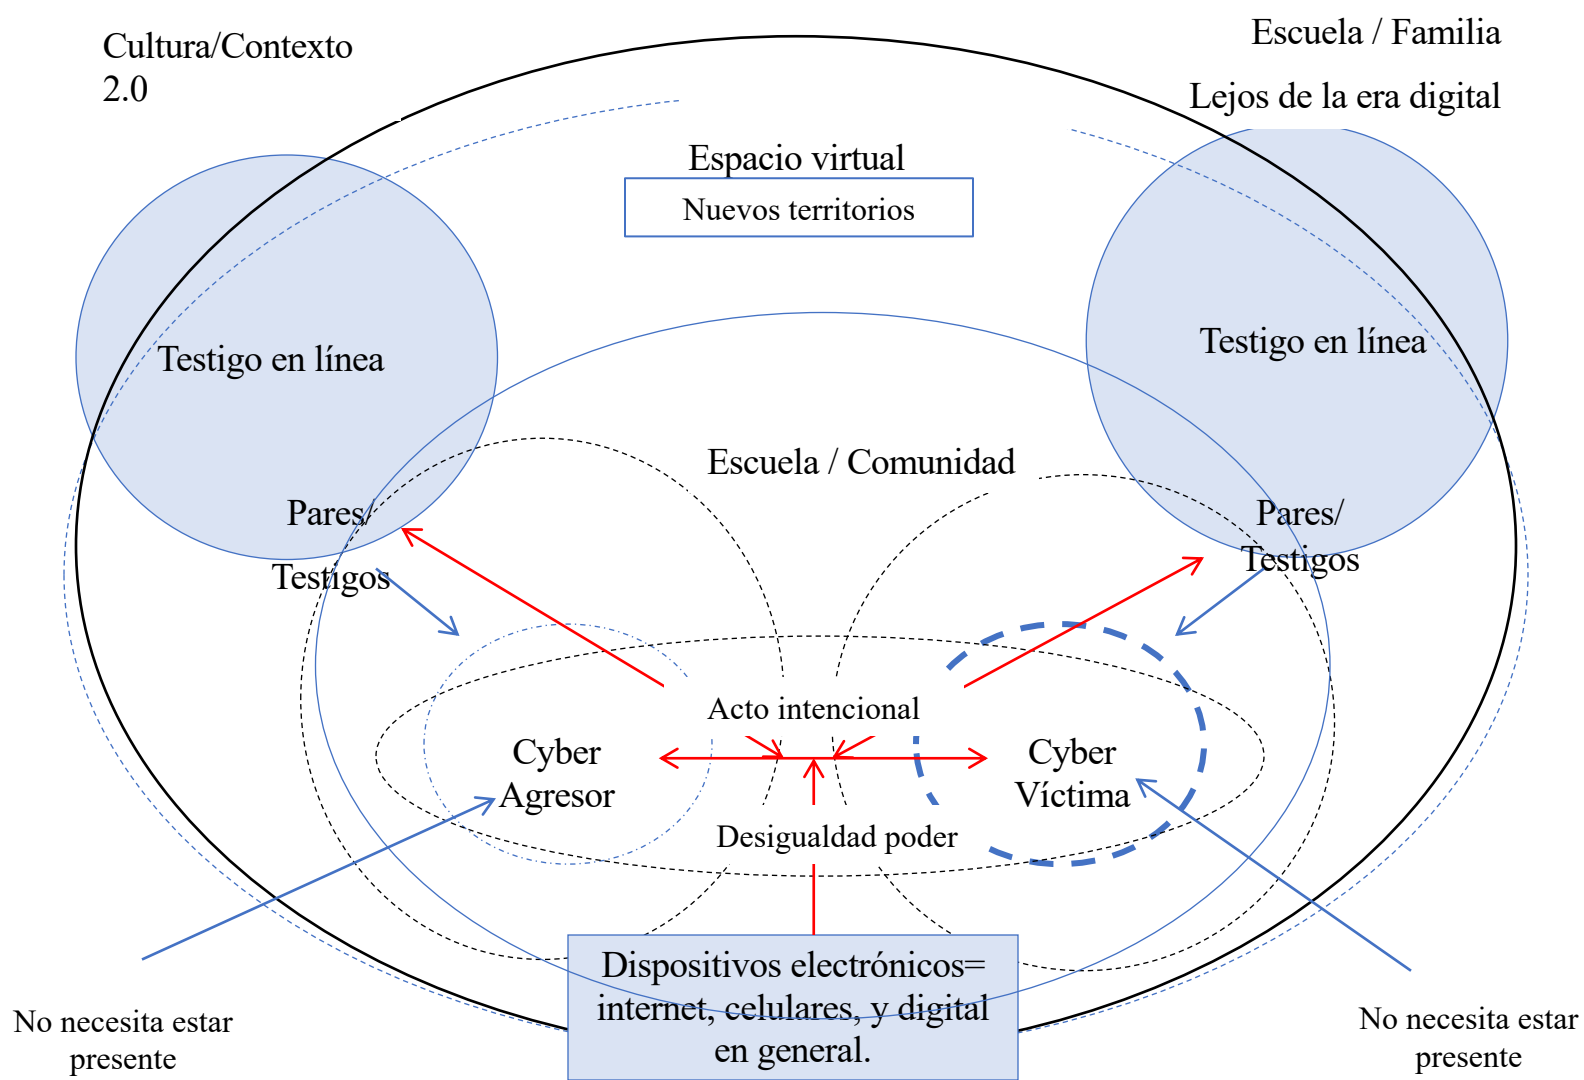 Cultura/Contexto
2.0
Escuela / Familia
Lejos de la era digital
Espacio virtual
Nuevos territorios
Testigo en línea
Testigo en línea
Escuela / Comunidad
Pares/
Testigos
Pares/
Testigos
Acto intencional
Cyber
Agresor
Cyber
Víctima
Desigualdad poder
Dispositivos electrónicos=
internet, celulares, y digital
en general.
No necesita estar
presente
No necesita estar
presente